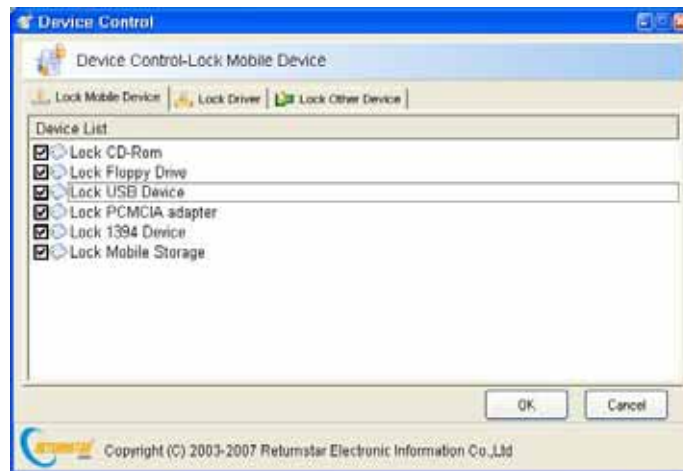 Device Control
Device Control-Lock Mobile Device
Lock Mobile Device Lock Driver Lock Other Device
Device List
Lock CD-Rom
Lock Floppy Drive
Lock USB Device
Lock PCMCIA adapter
Lock 1394 Device
Lock Mobile Storage
OK Cancel
RETURNSTAR Copyright (C) 2003-2007 Returnstar Electronic Information Co.,Ltd